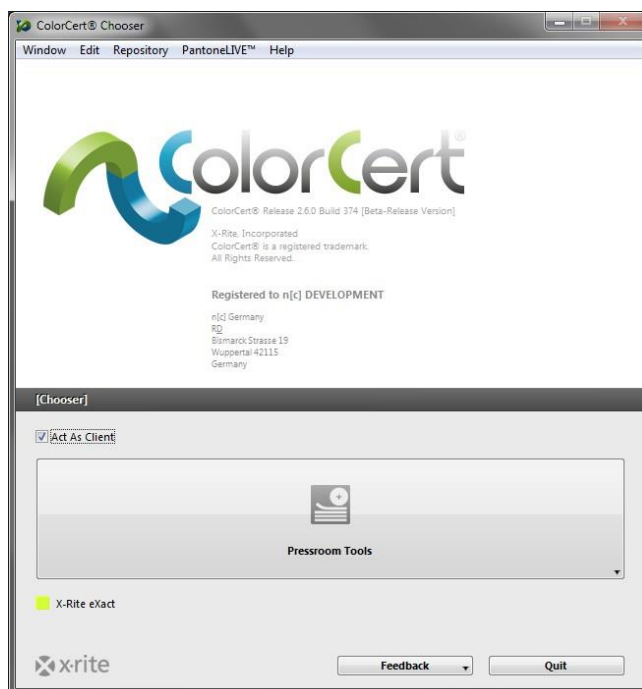 ColorCert® Chooser
Window Edit Repository PantoneLIVE™ Help
ColorCert®
ColorCert® Release 2.6.0 Build 374 [Beta-Release Version]
X-Rite, Incorporated
ColorCert® is a registered trademark.
All Rights Reserved.
Registered to n[c] DEVELOPMENT
n[c] Germany
RD
Bismarck Strasse 19
Wuppertal 42115
Germany
[Chooser]
Act As Client
Pressroom Tools
X-Rite eXact
x·rite
Feedback
Quit